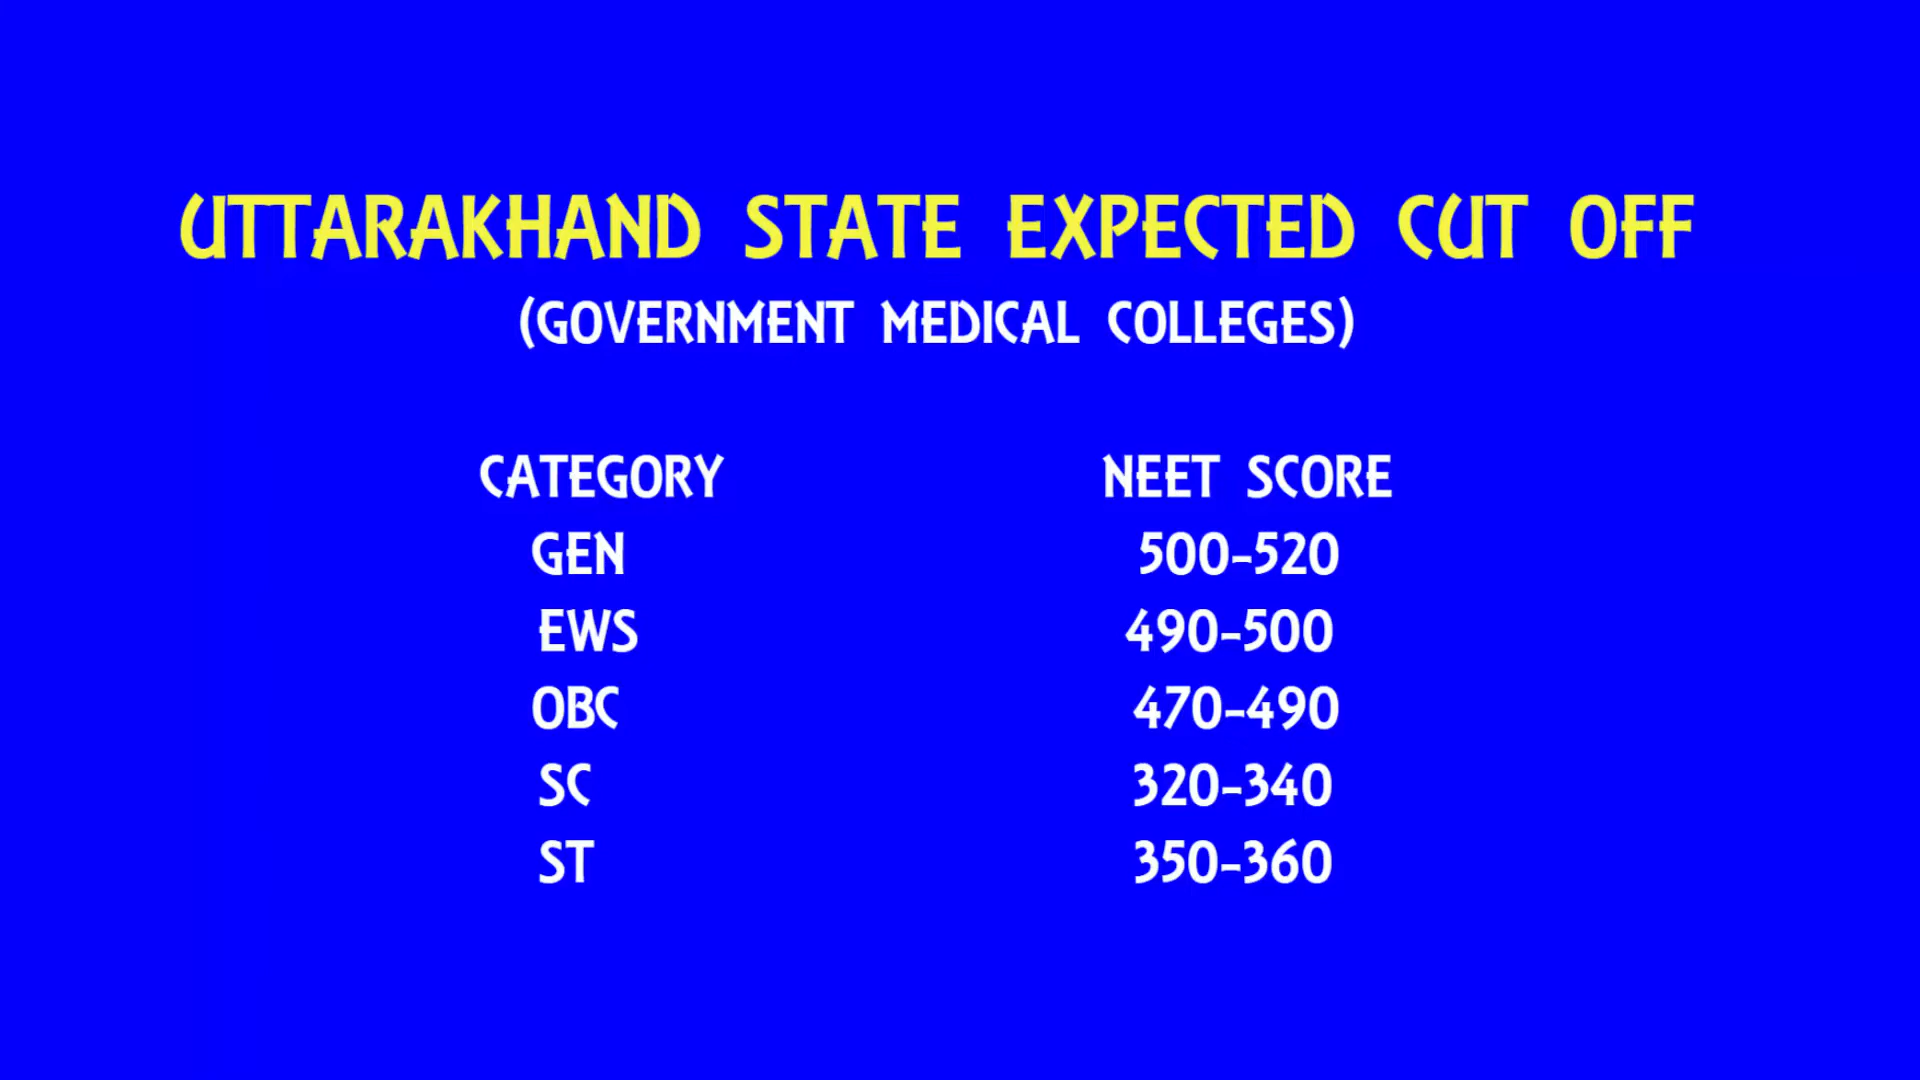 UTTARAKHAND STATE EXPECTED CUT OFF
(GOVERNMENT MEDICAL COLLEGES)
CATEGORY NEET SCORE
GEN 500-520
EWS 490-500
OBC 470-490
SC 320-340
ST 350-360